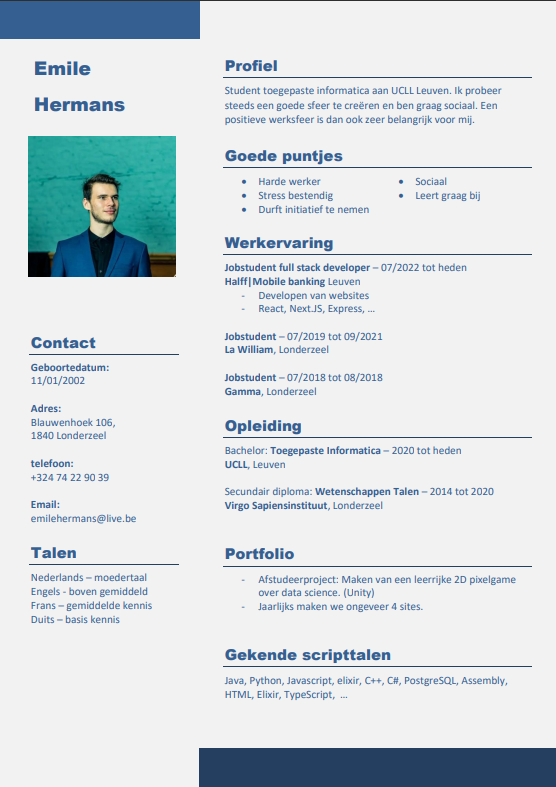 Emile
Hermans
Contact
Geboortedatum:
11/01/2002
Adres:
Blauwenhoek 106,
1840 Londerzeel
telefoon:
+324 74 22 90 39
Email:
emilehermans@live.be
Talen
Nederlands – moedertaal
Engels - boven gemiddeld
Frans – gemiddelde kennis
Duits – basis kennis
Profiel
Student toegepaste informatica aan UCLL Leuven. Ik probeer
steeds een goede sfeer te creëren en ben graag sociaal. Een
positieve werksfeer is dan ook zeer belangrijk voor mij.
Goede puntjes
• Harde werker
• Stress bestendig
• Durft initiatief te nemen
• Sociaal
• Leert graag bij
Werkervaring
Jobstudent full stack developer – 07/2022 tot heden
Halff|Mobile banking Leuven
- Developen van websites
- React, Next.JS, Express, ...
Jobstudent – 07/2019 tot 09/2021
La William, Londerzeel
Jobstudent – 07/2018 tot 08/2018
Gamma, Londerzeel
Opleiding
Bachelor: Toegepaste Informatica – 2020 tot heden
UCLL, Leuven
Secundair diploma: Wetenschappen Talen – 2014 tot 2020
Virgo Sapiensinstituut, Londerzeel
Portfolio
- Afstudeerproject: Maken van een leerrijke 2D pixelgame
over data science. (Unity)
- Jaarlijks maken we ongeveer 4 sites.
Gekende scripttalen
Java, Python, Javascript, elixir, C++, C#, PostgreSQL, Assembly,
HTML, Elixir, TypeScript, ...